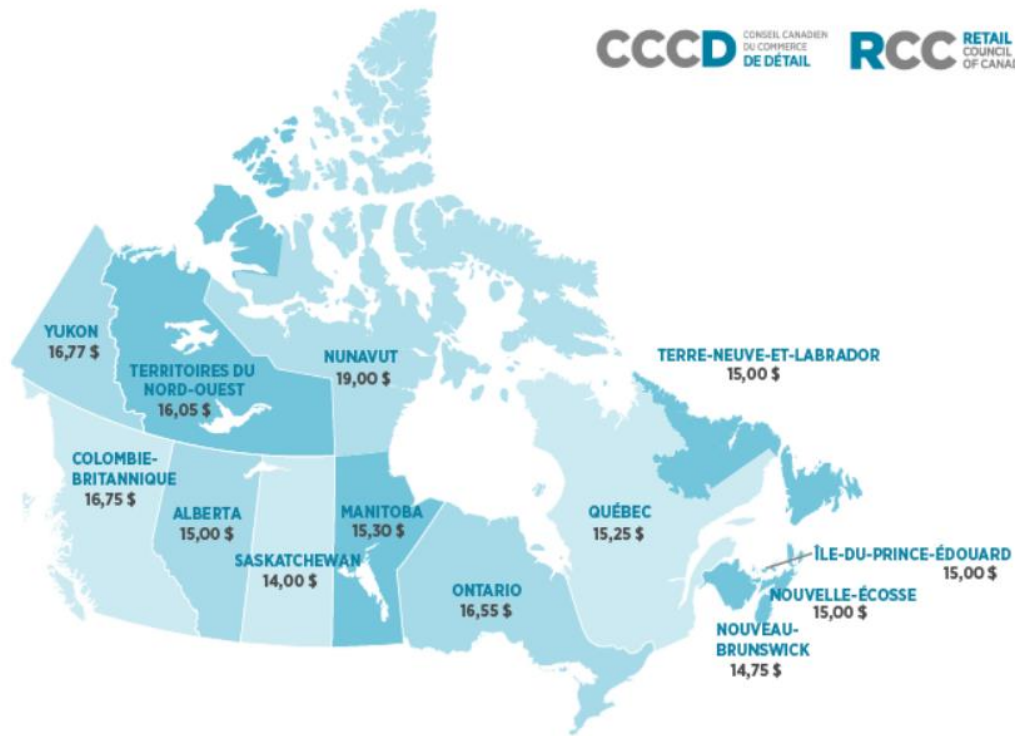 CCCD
CONSEIL CANADIEN
DU COMMERCE
DE DÉTAIL
RCC
RETAIL
COUNCIL
OF CANAD
YUKON
16,77 $
TERRITOIRES DU
NORD-OUEST
16,05 $
NUNAVUT
19,00 $
TERRE-NEUVE-ET-LABRADOR
15,00 $
COLOMBIE-
BRITANNIQUE
16,75 $
ALBERTA
15,00 $
SASKATCHEWAN
14,00 $
MANITOBA
15,30 $
ONTARIO
16,55 $
QUÉBEC
15,25 $
ÎLE-DU-PRINCE-ÉDOUARD
15,00 $
NOUVELLE-ÉCOSSE
15,00 $
NOUVEAU-
BRUNSWICK
14,75 $